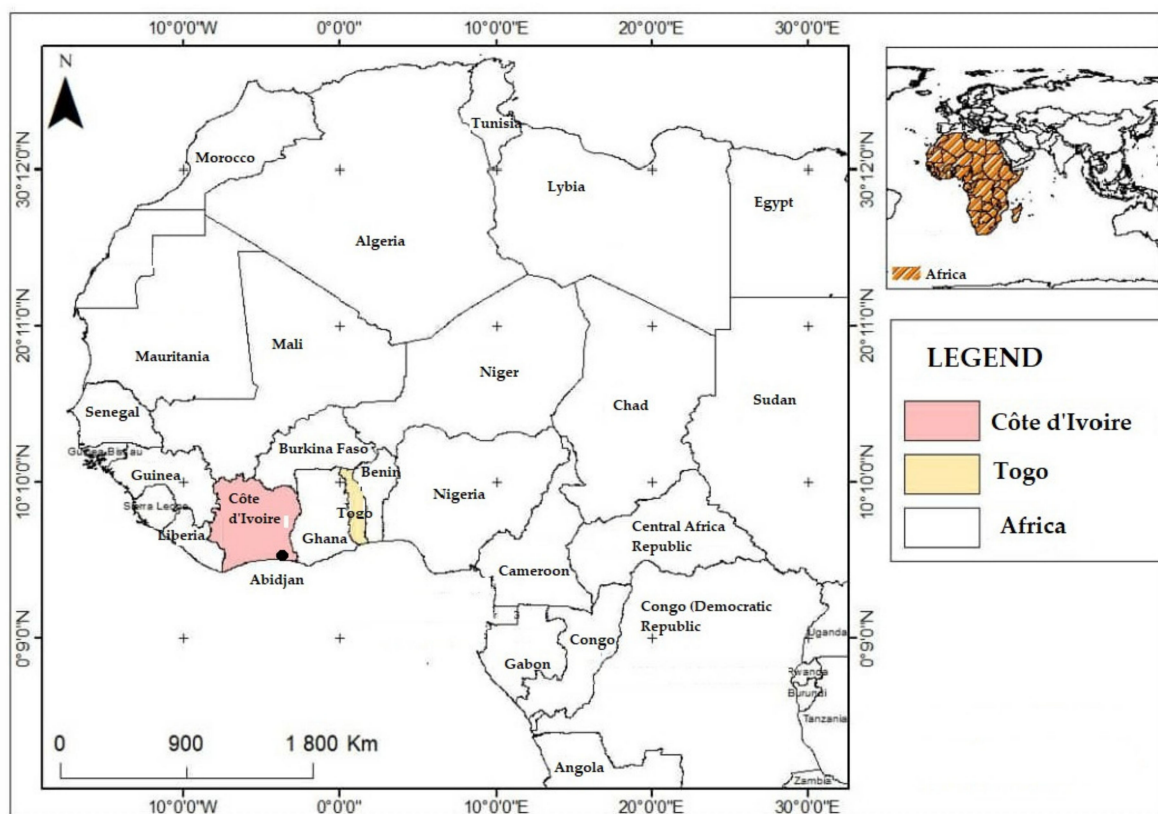 10°0'0"W
0°0'0"
10°0'0"E
20°0'0"E
30°0'0"E
N
30°12'0"N
20°11'0"N
10°10'0"N
0°9'0"N
Tunisia
Morocco
Lybia
Egypt
Algeria
Mali
Mauritania
Niger
Chad
Sudan
Senegal
Burkina Faso
Guinea
Benin
Nigeria
Côte
d'Ivoire
Togo
Liberia
Ghana
Central Africa
Republic
Abidjan
Cameroon
Congo (Democratic
Republic
Congo
Uganda
Gabon
Rwanda
Burundi
Tanzania
Angola
Zambia
0
900
1 800 Km
10°0'0"W
0°0'0"
10°0'0"E
20°0'0"E
30°0'0"E
30°12'0"N
20°11'0"N
10°10'0"N
0°9'0"N
Africa
LEGEND
Côte d'Ivoire
Togo
Africa